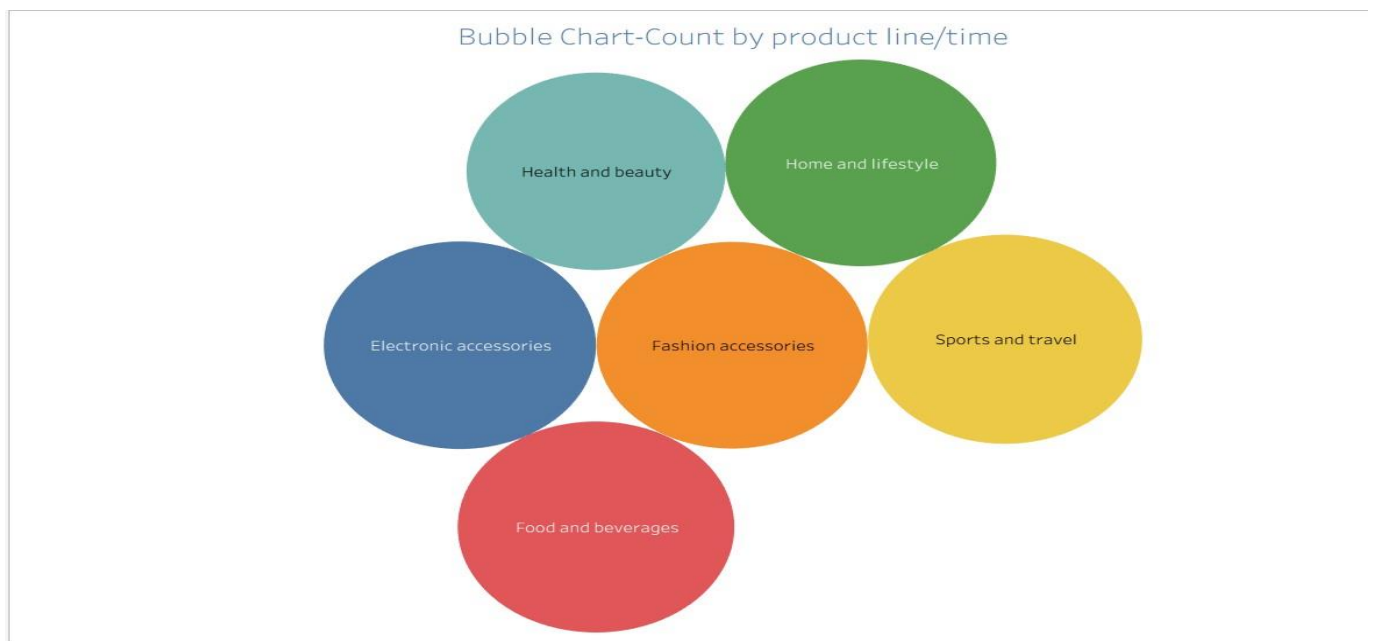 Bubble Chart-Count by product line/time
Health and beauty
Home and lifestyle
Electronic accessories
Fashion accessories
Sports and travel
Food and beverages